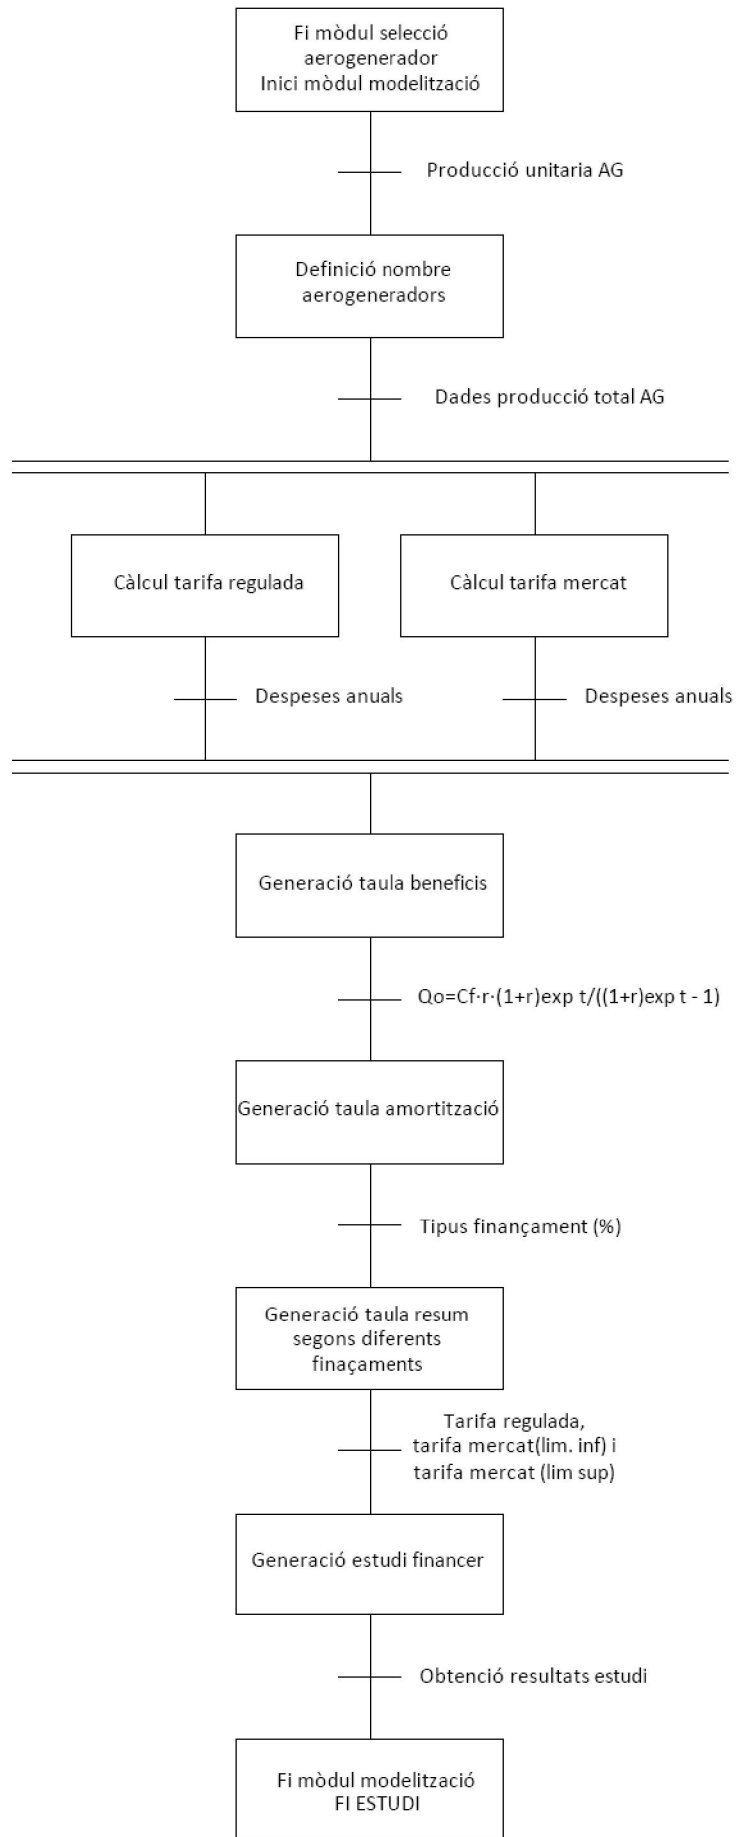 Fi mòdul selecció
aerogenerador
Inici mòdul modelització
Producció unitaria AG
Definició nombre
aerogeneradors
Dades producció total AG
Càlcul tarifa regulada
Càlcul tarifa mercat
Despeses anuals
Despeses anuals
Generació taula beneficis
Qo=Cf·r·(1+r)exp t/((1+r)exp t - 1)
Generació taula amortització
Tipus finançament (%)
Generació taula resum
segons diferents
finaçaments
Tarifa regulada,
tarifa mercat(lim. inf) i
tarifa mercat (lim sup)
Generació estudi financer
Obtenció resultats estudi
Fi mòdul modelització
FI ESTUDI